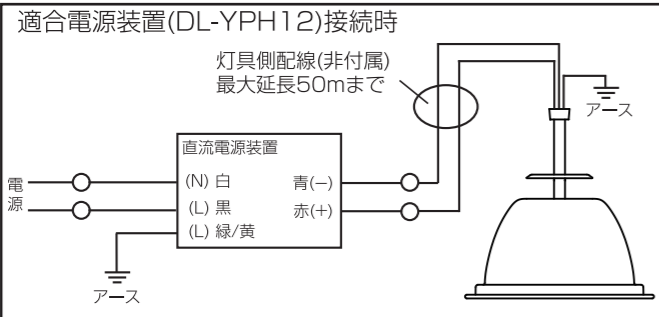 適合電源装置(DL-YPH12)接続時
灯具側配線(非付属)
最大延長50mまで
アース
直流電源装置
電源
(N) 白
青(−)
(L) 黒
赤(+)
(L) 緑/黄
アース